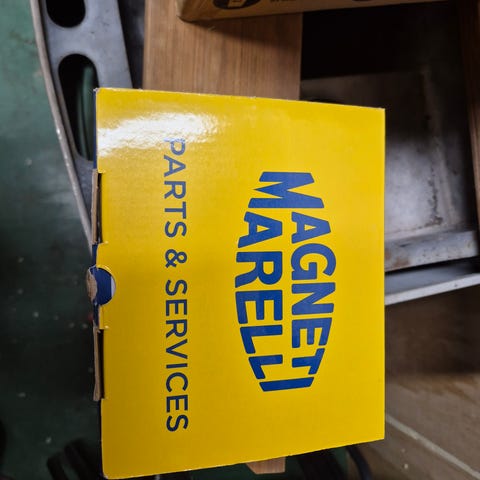 MAGNETI
MARELLI
PARTS & SERVICES